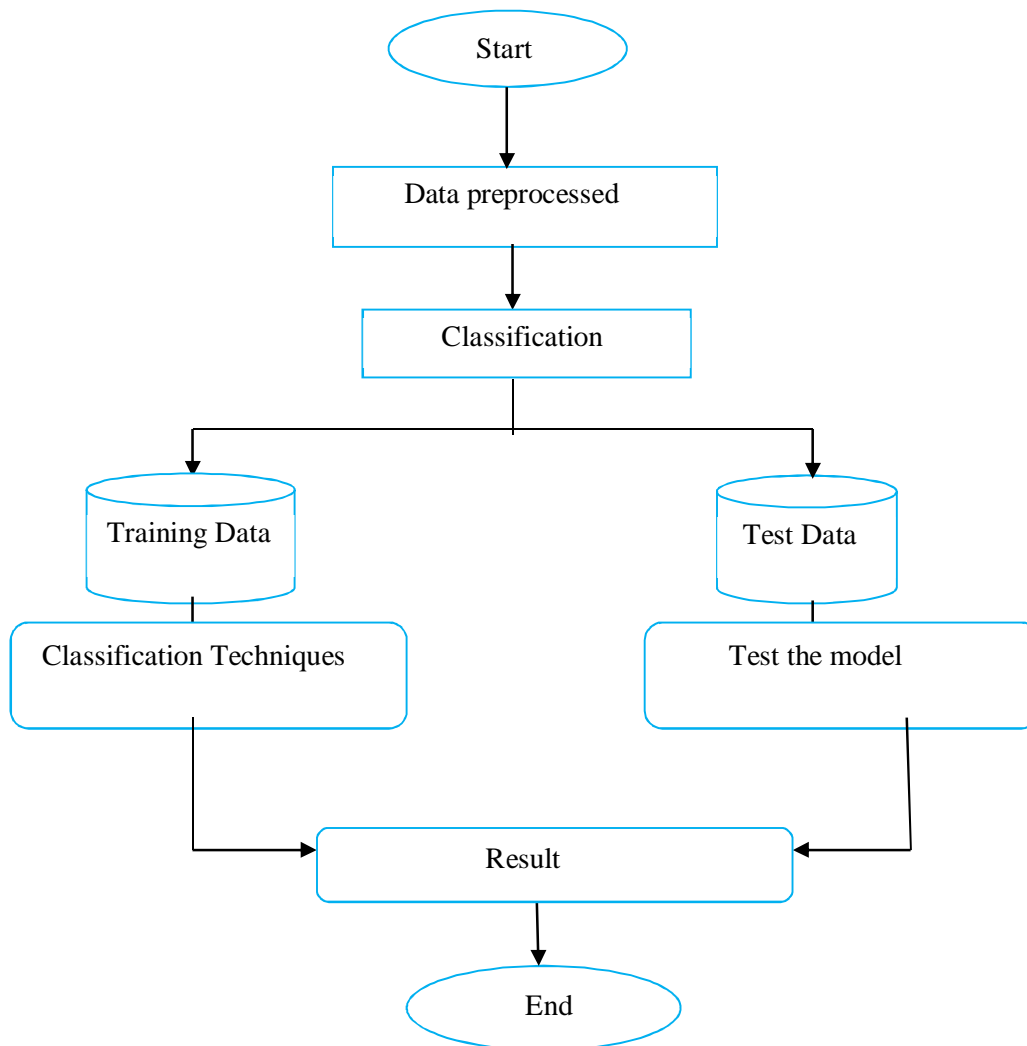 Start
Data preprocessed
Classification
Training Data
Test Data
Classification Techniques
Test the model
Result
End